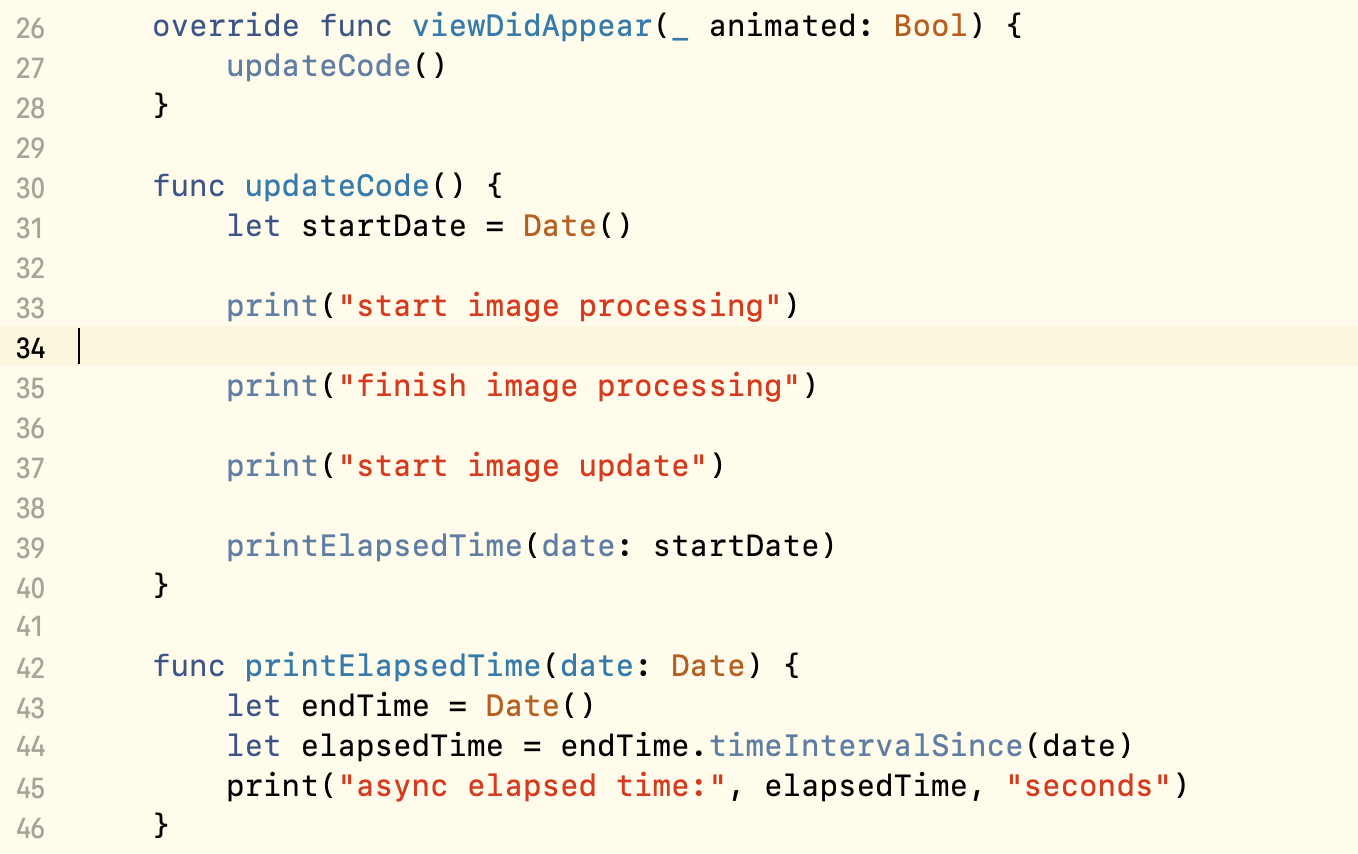 26 override func viewDidAppear(_ animated: Bool) {
27 updateCode()
28 }
29
30 func updateCode() {
31 let startDate = Date()
32
33 print("start image processing")
34
35 print("finish image processing")
36
37 print("start image update")
38
39 printElapsedTime(date: startDate)
40 }
41
42 func printElapsedTime(date: Date) {
43 let endTime = Date()
44 let elapsedTime = endTime.timeIntervalSince(date)
45 print("async elapsed time:", elapsedTime, "seconds")
46 }